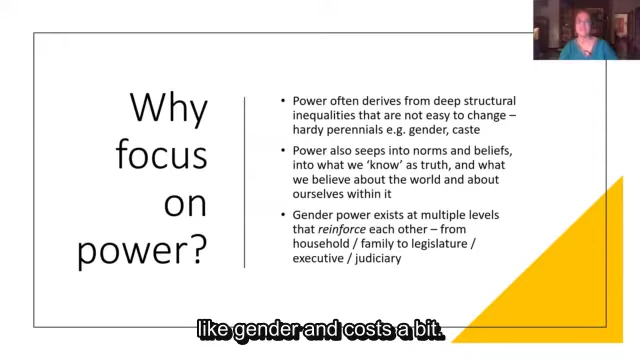 Why
focus
on
power?
• Power often derives from deep structural
inequalities that are not easy to change –
hardy perennials e.g. gender, caste
• Power also seeps into norms and beliefs,
into what we ‘know’ as truth, and what
we believe about the world and about
ourselves within it
• Gender power exists at multiple levels
that reinforce each other – from
household / family to legislature /
executive / judiciary
like gender and costs a bit.